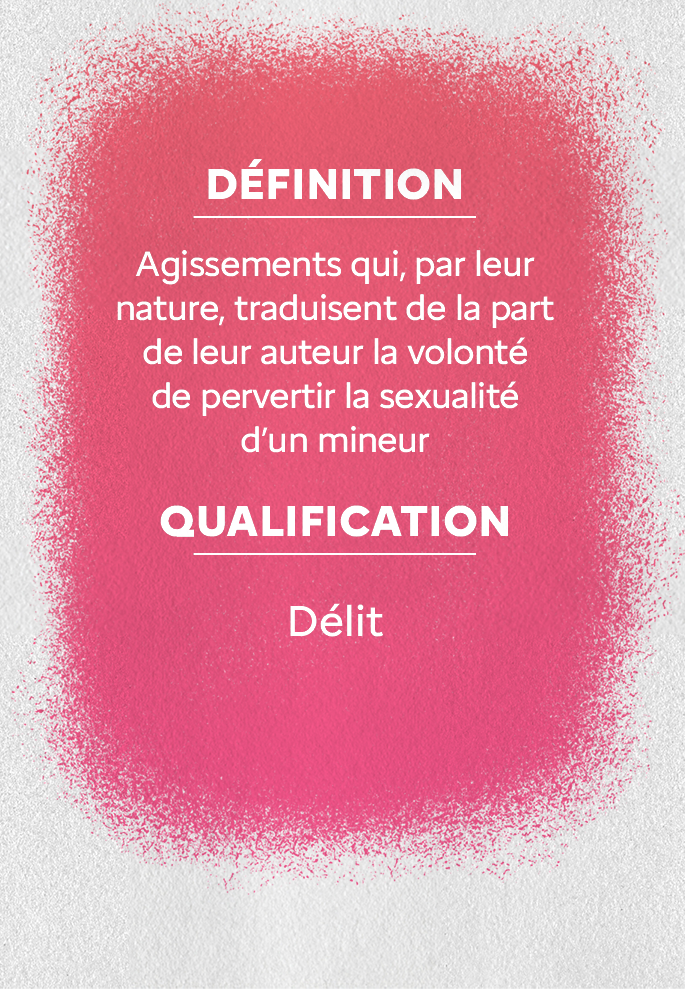 DÉFINITION
Agissements qui, par leur
nature, traduisent de la part
de leur auteur la volonté
de pervertir la sexualité
d’un mineur
QUALIFICATION
Délit